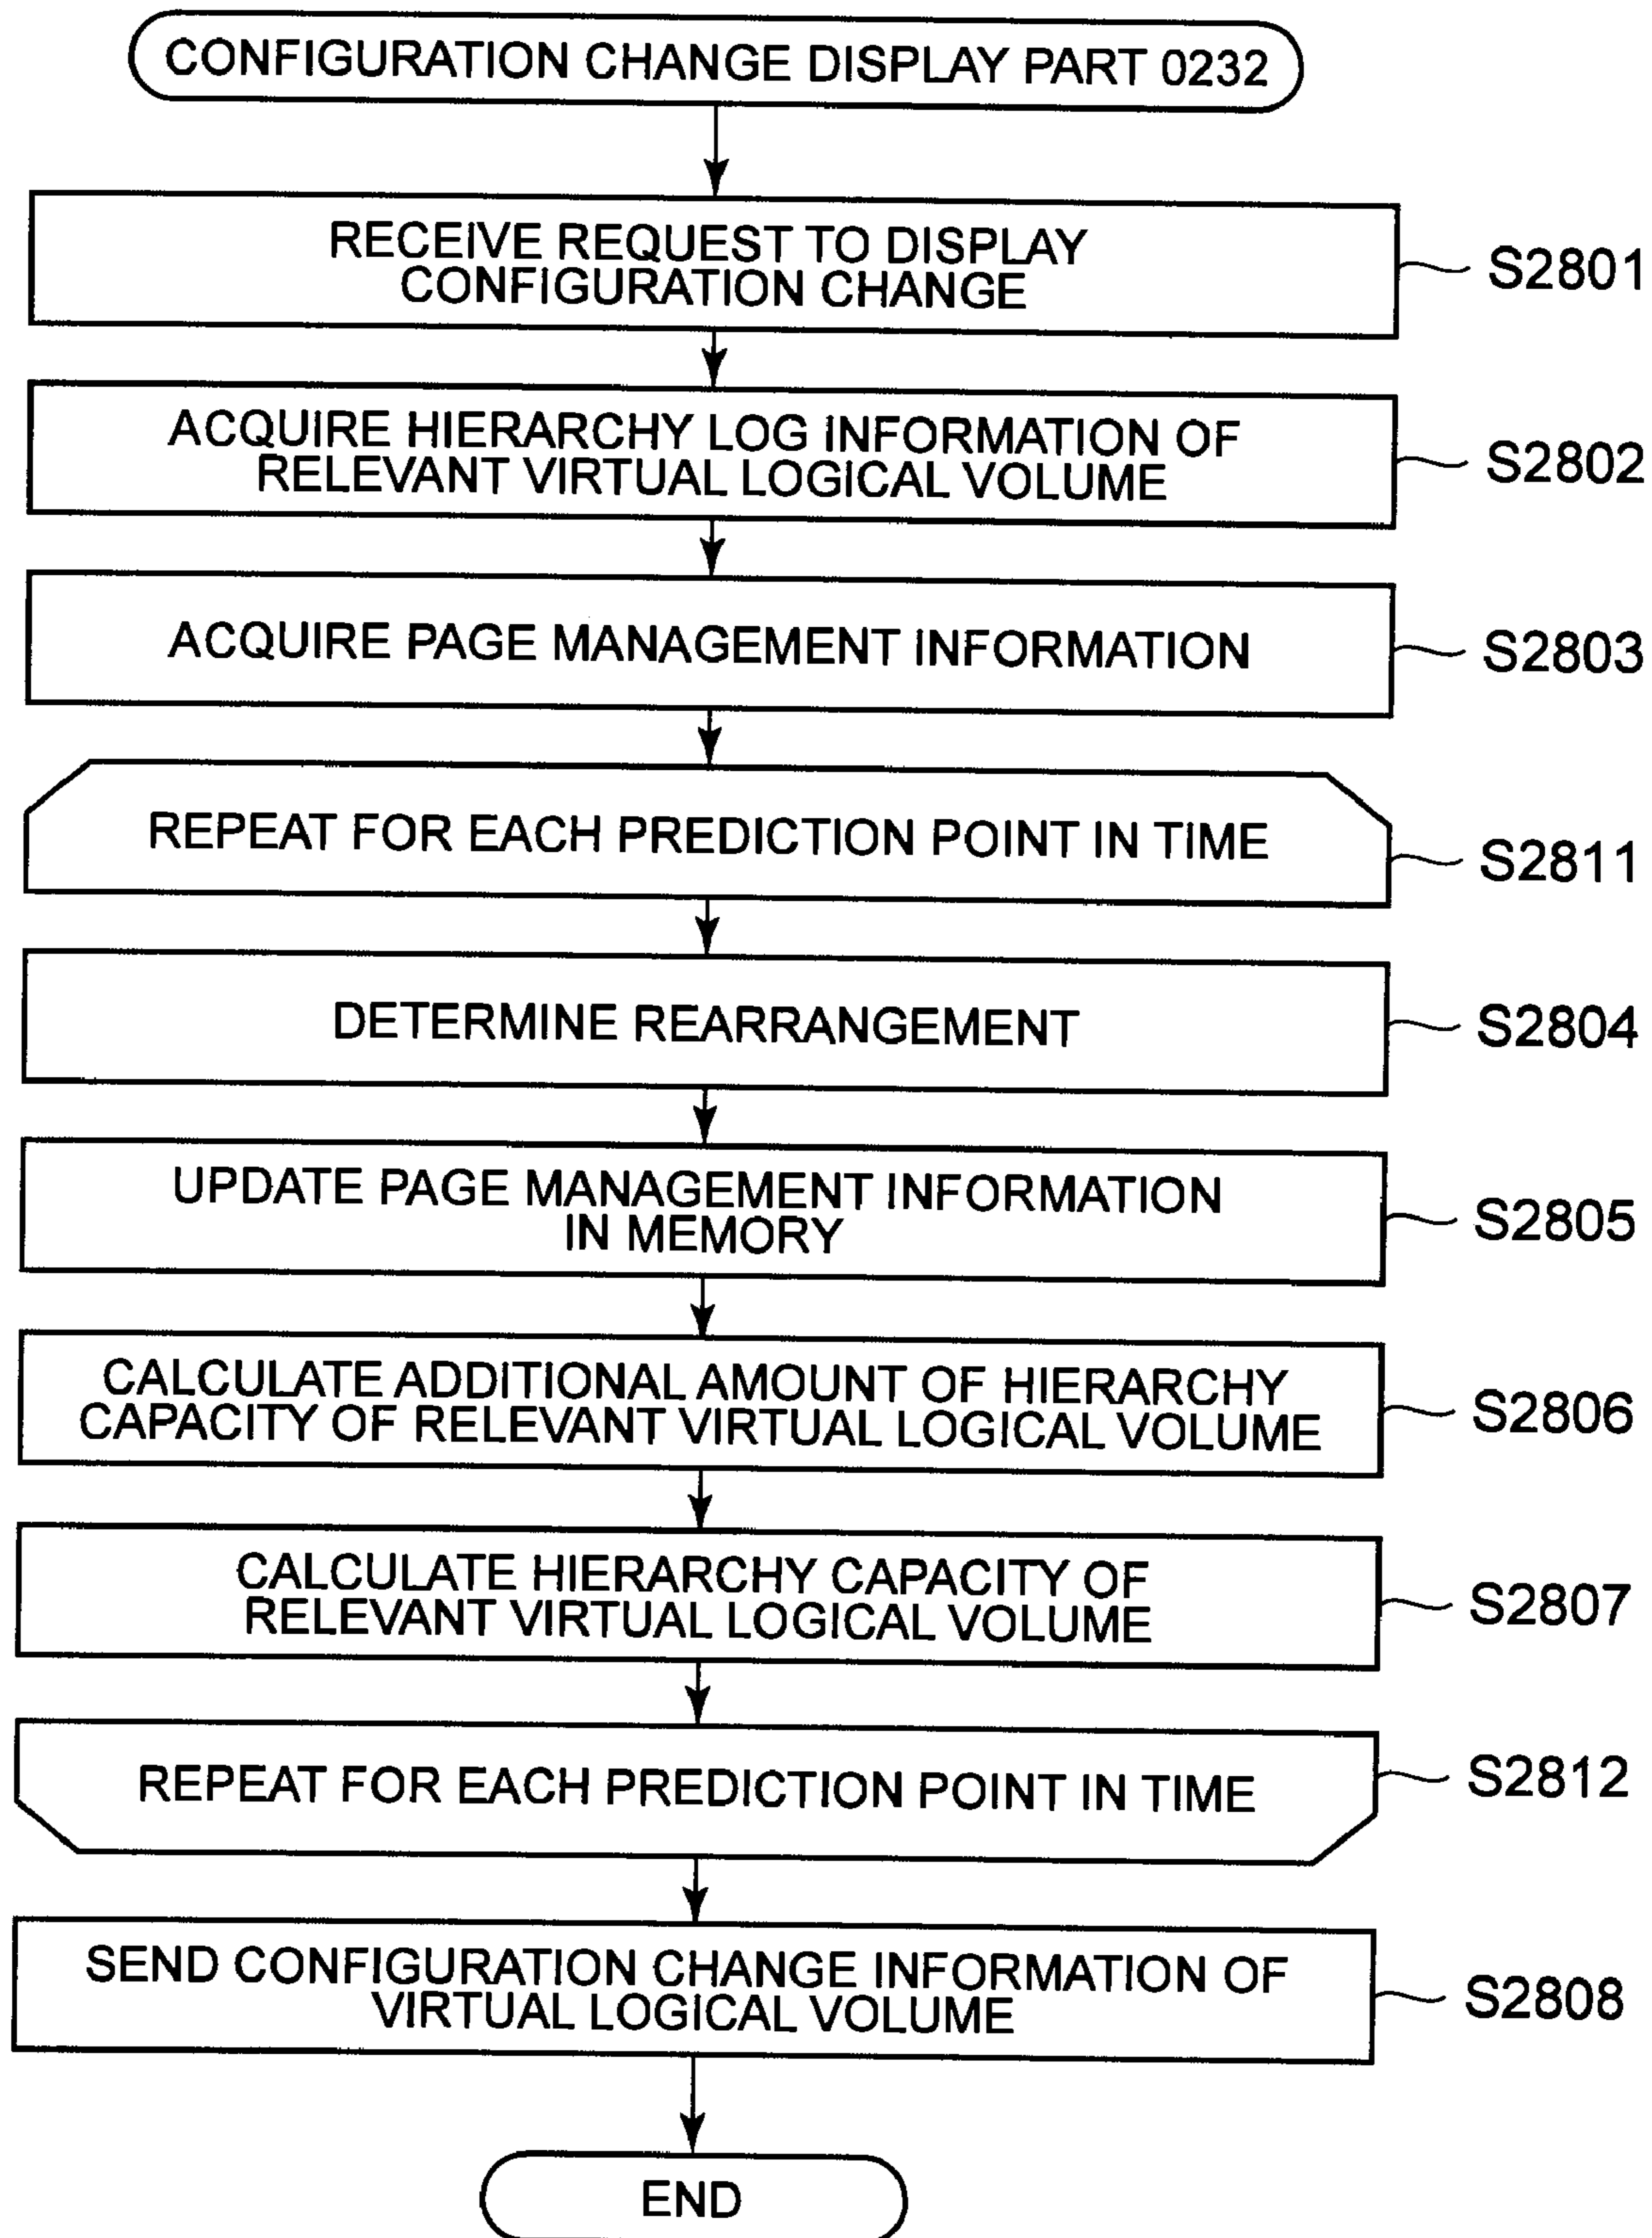 CONFIGURATION CHANGE DISPLAY PART 0232
RECEIVE REQUEST TO DISPLAY
CONFIGURATION CHANGE
S2801
ACQUIRE HIERARCHY LOG INFORMATION OF
RELEVANT VIRTUAL LOGICAL VOLUME
S2802
ACQUIRE PAGE MANAGEMENT INFORMATION
S2803
REPEAT FOR EACH PREDICTION POINT IN TIME
S2811
DETERMINE REARRANGEMENT
S2804
UPDATE PAGE MANAGEMENT INFORMATION
IN MEMORY
S2805
CALCULATE ADDITIONAL AMOUNT OF HIERARCHY
CAPACITY OF RELEVANT VIRTUAL LOGICAL VOLUME
S2806
CALCULATE HIERARCHY CAPACITY OF
RELEVANT VIRTUAL LOGICAL VOLUME
S2807
REPEAT FOR EACH PREDICTION POINT IN TIME
S2812
SEND CONFIGURATION CHANGE INFORMATION OF
VIRTUAL LOGICAL VOLUME
S2808
END